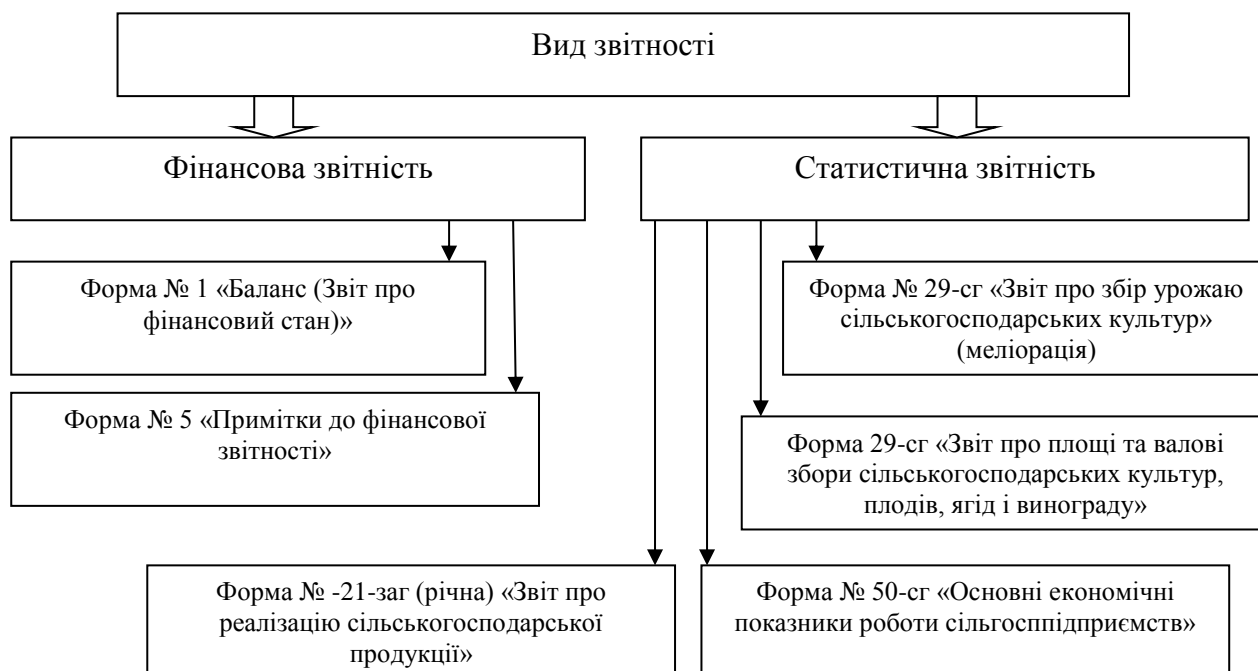 Вид звітності
Фінансова звітність
Статистична звітність
Форма № 1 «Баланс (Звіт про
фінансовий стан)»
Форма № 29-сг «Звіт про збір урожаю
сільськогосподарських культур»
(меліорація)
Форма № 5 «Примітки до фінансової
звітності»
Форма 29-сг «Звіт про площі та валові
збори сільськогосподарських культур,
плодів, ягід і винограду»
Форма № -21-заг (річна) «Звіт про
реалізацію сільськогосподарської
продукції»
Форма № 50-сг «Основні економічні
показники роботи сільгосппідприємств»